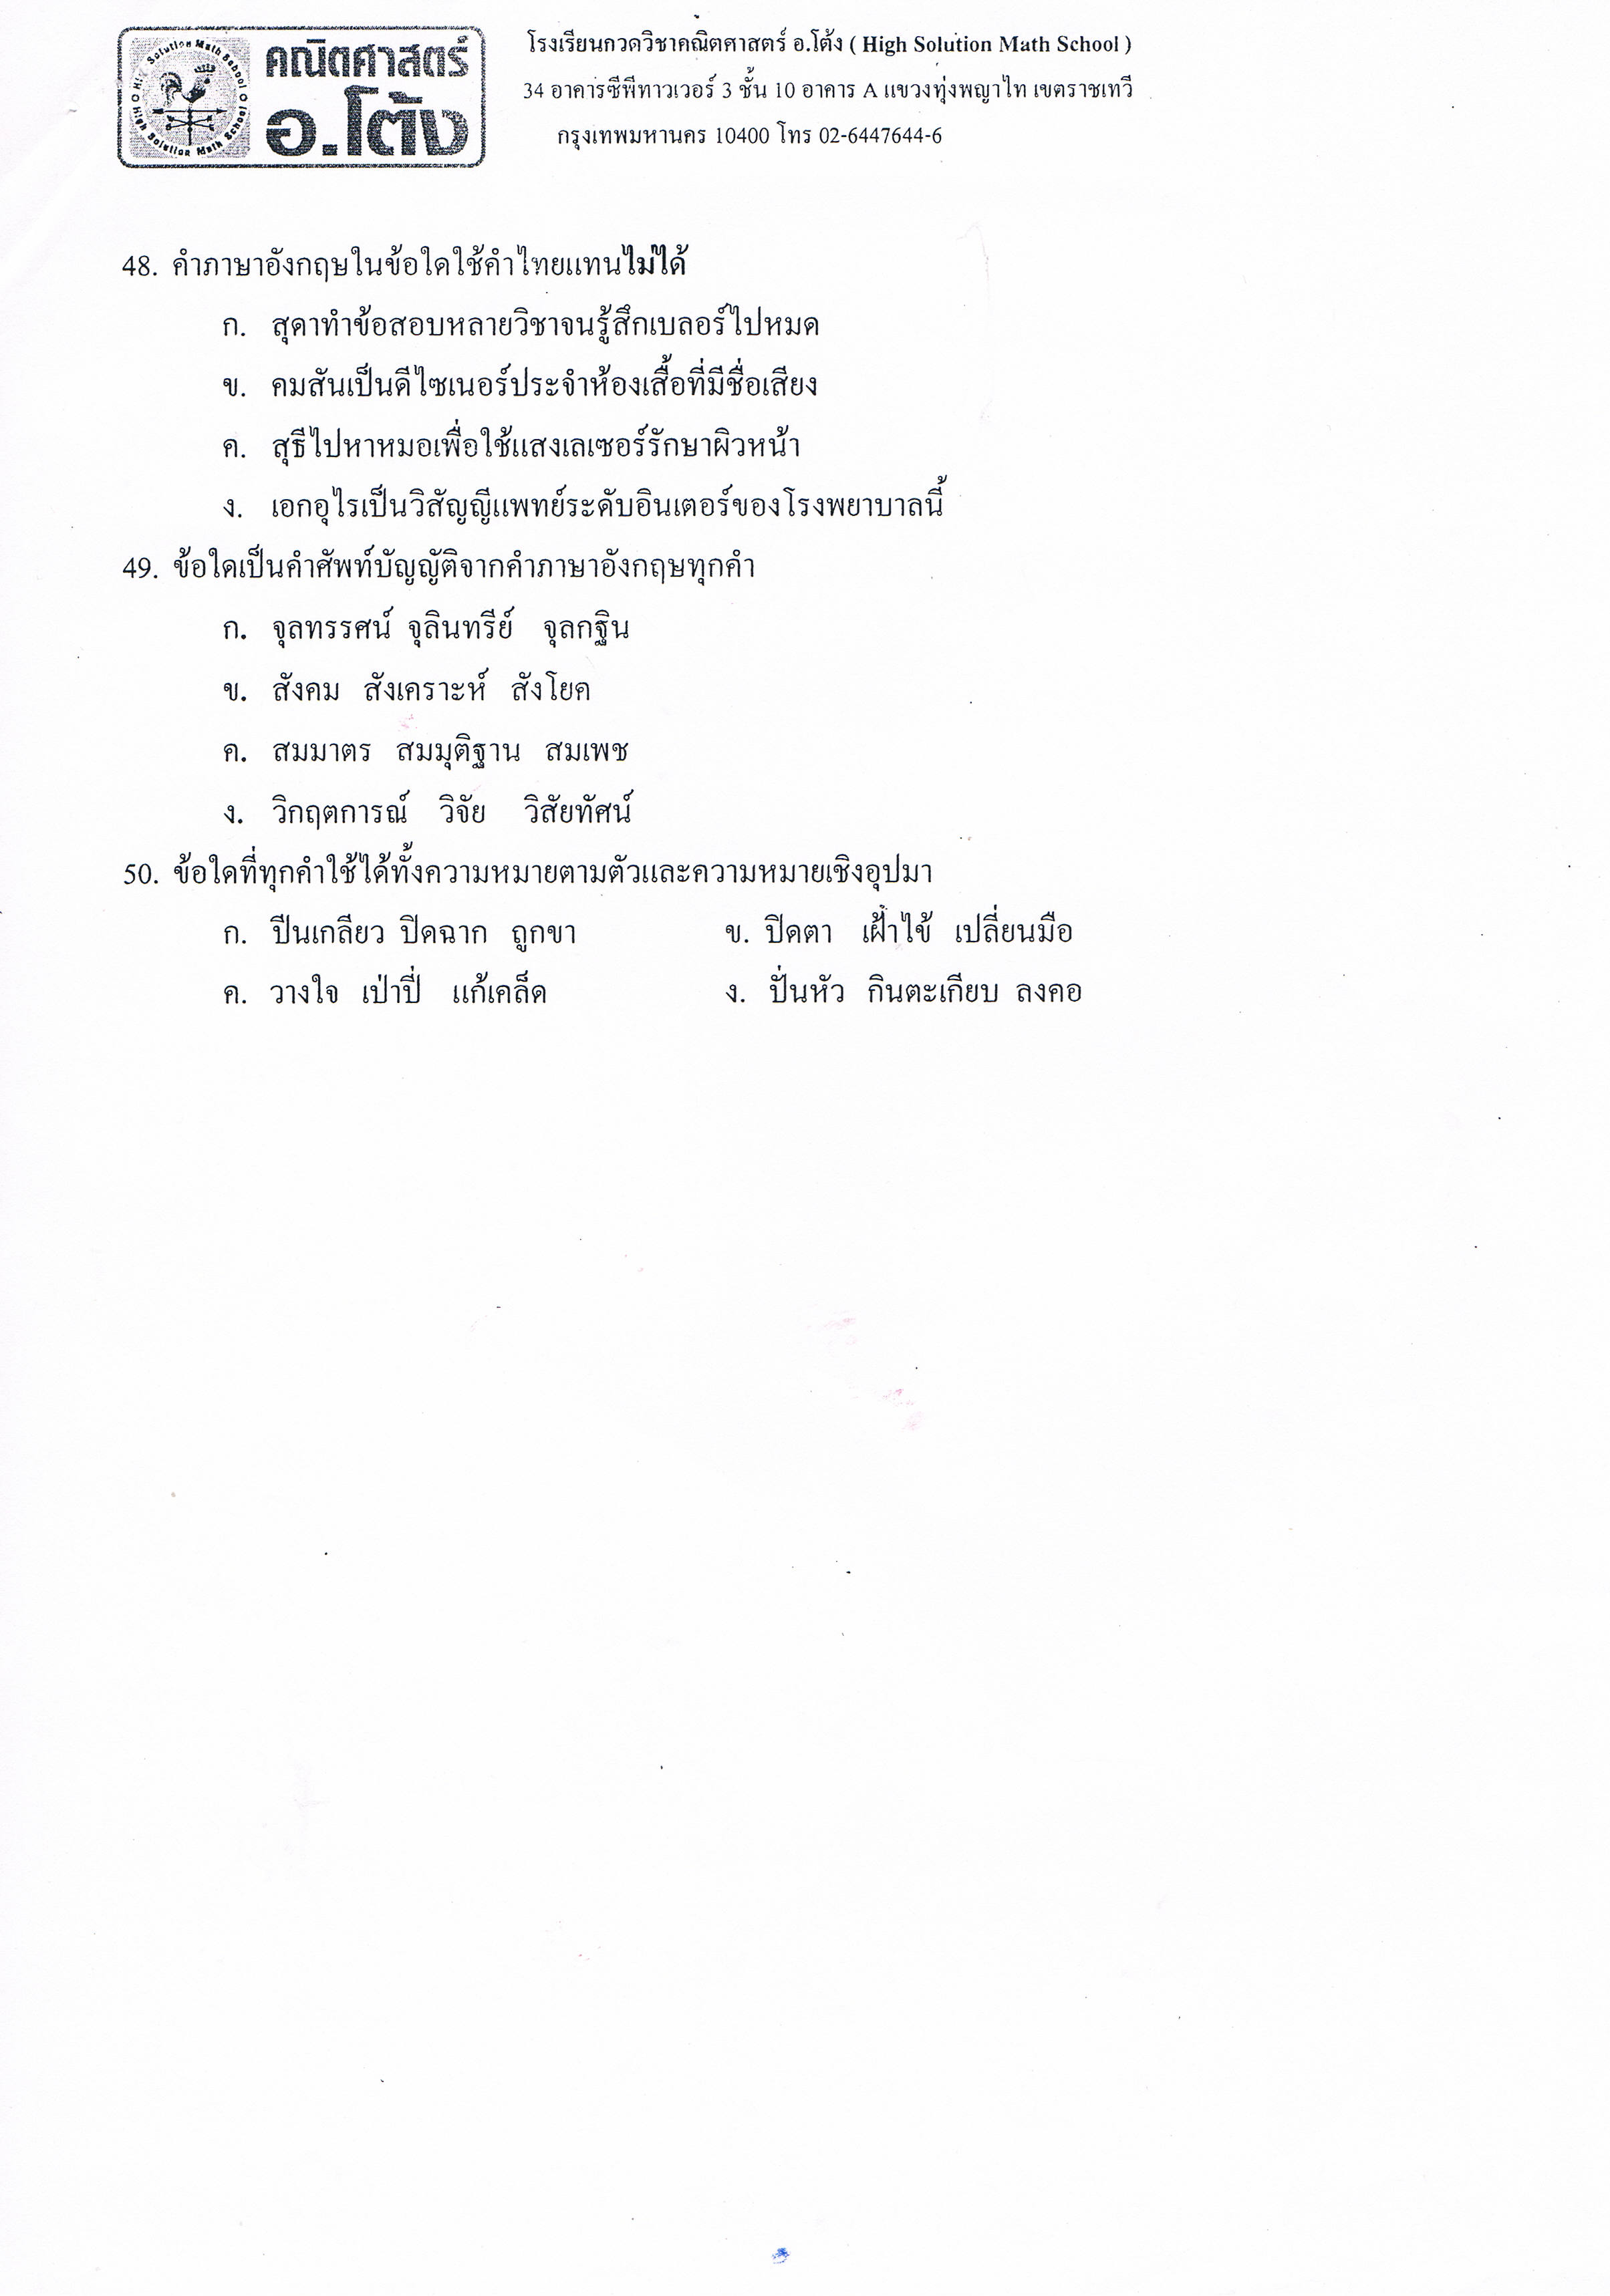 คณิตศาสตร์
อ.โต้ง
High Solution Math School
โรงเรียนกวดวิชาคณิตศาสตร์ อ.โต้ง ( High Solution Math School )
34 อาคารซีพีทาวเวอร์ 3 ชั้น 10 อาคาร A แขวงทุ่งพญาไท เขตราชเทวี
กรุงเทพมหานคร 10400 โทร 02-6447644-6
48. คำภาษาอังกฤษในข้อใดใช้คำไทยแทนไม่ได้
ก. สุดาทำข้อสอบหลายวิชาจนรู้สึกเบลอร์ไปหมด
ข. คมสันเป็นดีไซเนอร์ประจำห้องเสื้อที่มีชื่อเสียง
ค. สุธีไปหาหมอเพื่อใช้แสงเลเซอร์รักษาผิวหน้า
ง. เอกอุไรเป็นวิสัญญีแพทย์ระดับอินเตอร์ของโรงพยาบาลนี้
49. ข้อใดเป็นคำศัพท์บัญญัติจากคำภาษาอังกฤษทุกคำ
ก. จุลทรรศน์ จุลินทรีย์ จุลกฐิน
ข. สังคม สังเคราะห์ สังโยค
ค. สมมาตร สมมุติฐาน สมเพช
ง. วิกฤตการณ์ วิจัย วิสัยทัศน์
50. ข้อใดที่ทุกคำใช้ได้ทั้งความหมายตามตัวและความหมายเชิงอุปมา
ก. ปีนเกลียว ปิดฉาก ถูกขา ข. ปิดตา เฝ้าไข้ เปลี่ยนมือ
ค. วางใจ เป่าปี่ แก้เคล็ด ง. ปั่นหัว กินตะเกียบ ลงคอ